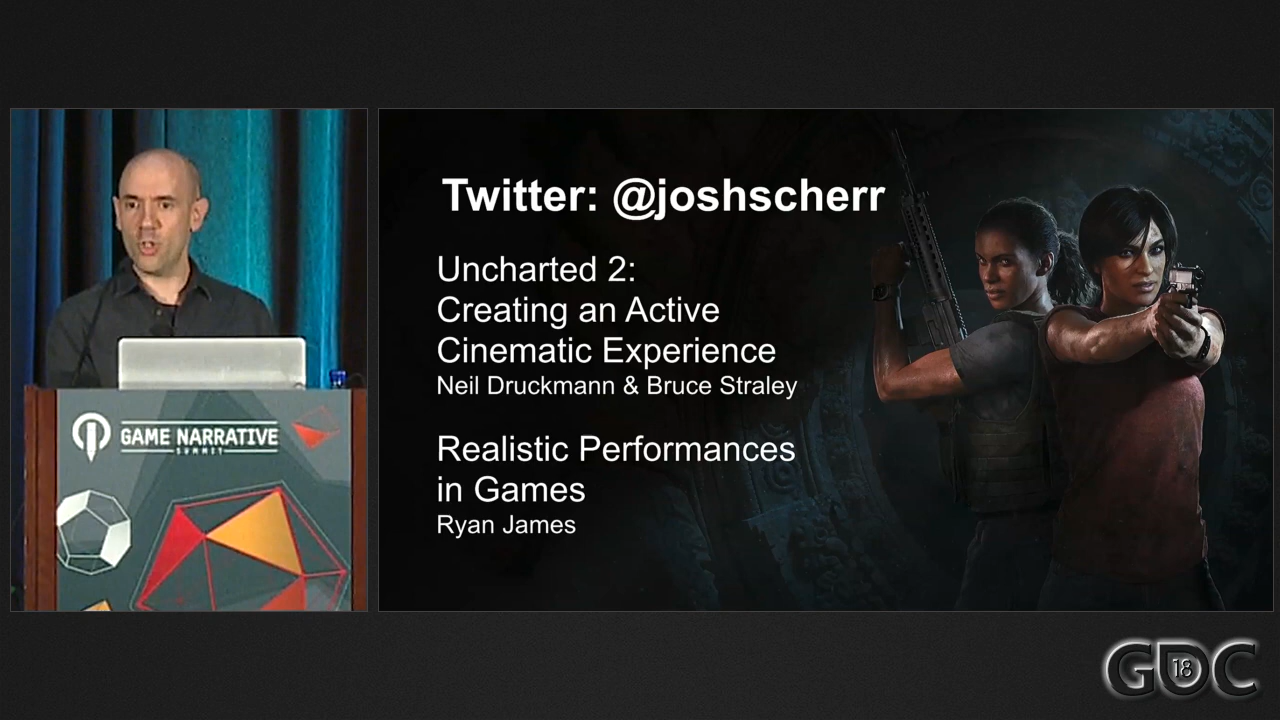 Twitter: @joshscherr
Uncharted 2:
Creating an Active
Cinematic Experience
Neil Druckmann & Bruce Straley
Realistic Performances
in Games
Ryan James
GAME NARRATIVE
SUMMIT
GDC
18